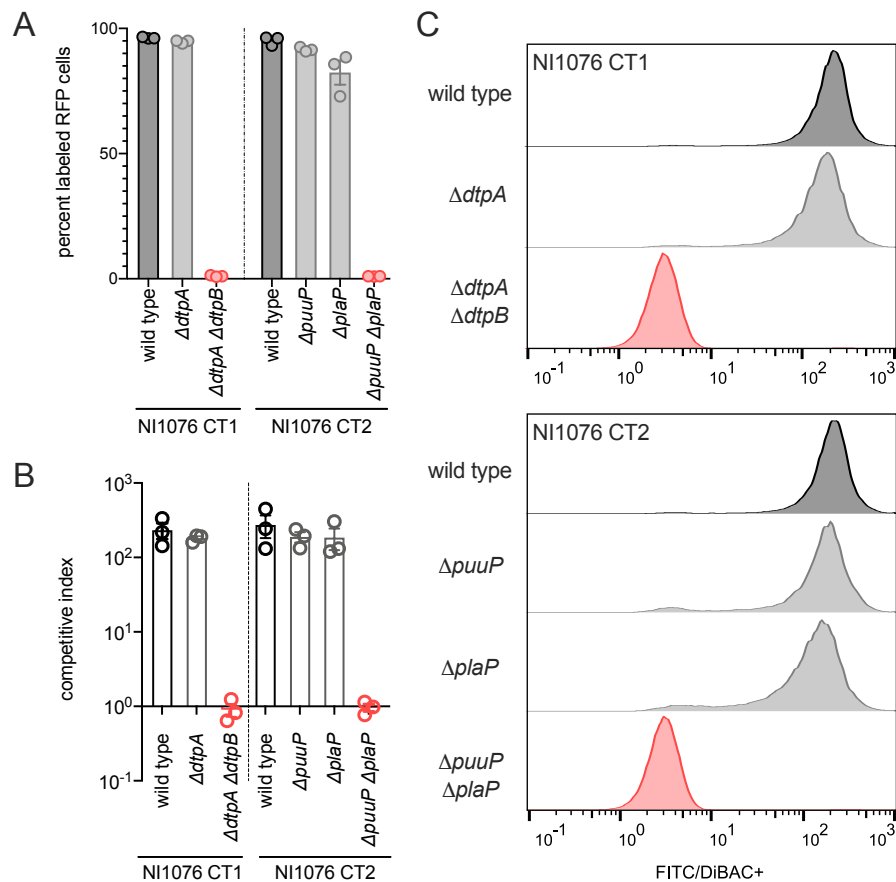 A
percent labeled RFP cells
100
50
0
wild type
ΔdtpA
ΔdtpA ΔdtpB
wild type
ΔpuuP
ΔplaP
ΔpuuP ΔplaP
NI1076 CT1
NI1076 CT2
B
competitive index
10³
10²
10¹
10⁰
10⁻¹
wild type
ΔdtpA
ΔdtpA ΔdtpB
wild type
ΔpuuP
ΔplaP
ΔpuuP ΔplaP
NI1076 CT1
NI1076 CT2
C
NI1076 CT1
wild type
ΔdtpA
ΔdtpA
ΔdtpB
10⁻¹ 10⁰ 10¹ 10² 10³
NI1076 CT2
wild type
ΔpuuP
ΔplaP
ΔpuuP
ΔplaP
10⁻¹ 10⁰ 10¹ 10² 10³
FITC/DiBAC+